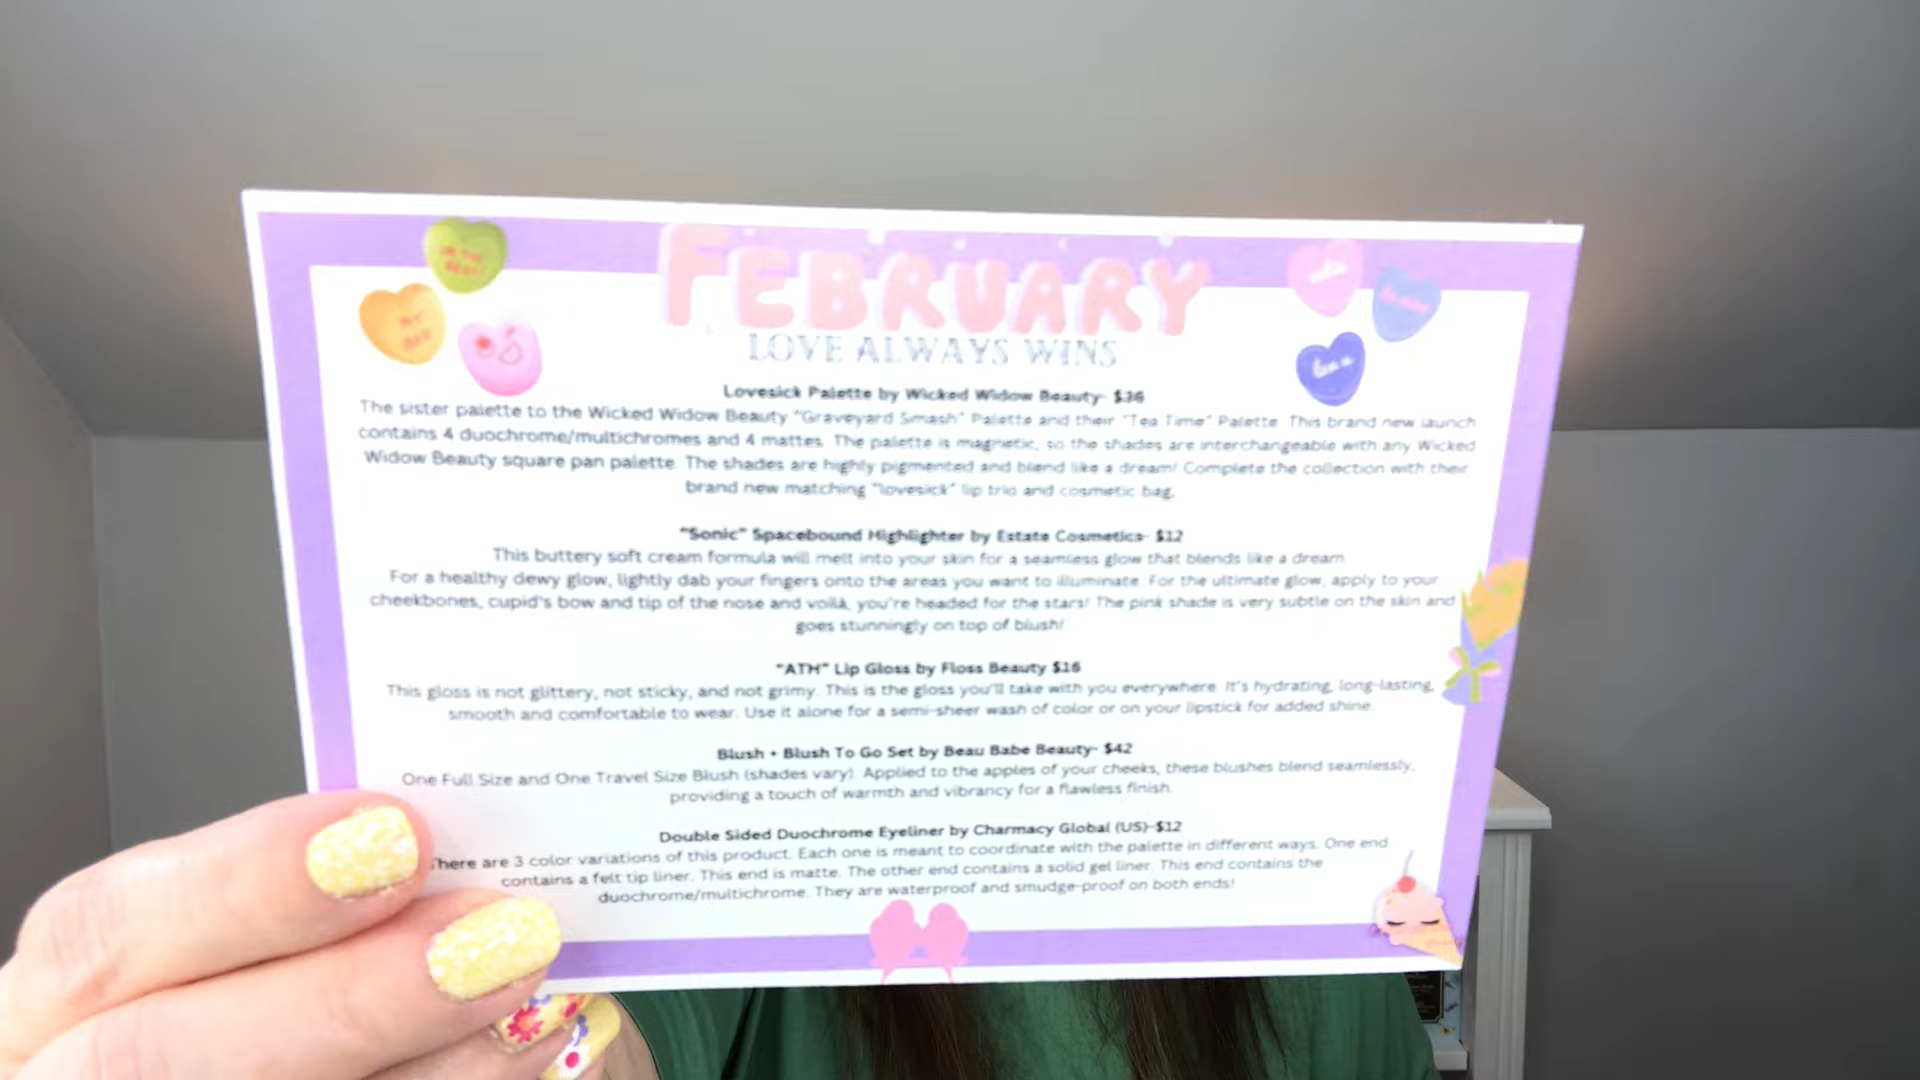 FEBRUARY
LOVE ALWAYS WINS
Lovesick Palette by Wicked Widow Beauty- $36
The sister palette to the Wicked Widow Beauty "Graveyard Smash" Palette and their "Tea Time" Palette. This brand new launch
contains 4 duochrome/multichromes and 4 mattes. The palette is magnetic, so the shades are interchangeable with any Wicked
Widow Beauty square pan palette. The shades are highly pigmented and blend like a dream! Complete the collection with their
brand new matching "lovesick" lip trio and cosmetic bag.
"Sonic" Spacebound Highlighter by Estate Cosmetics- $12
This buttery soft cream formula will melt into your skin for a seamless glow that blends like a dream.
For a healthy dewy glow, lightly dab your fingers onto the areas you want to illuminate. For the ultimate glow, apply to your
cheekbones, cupid's bow and tip of the nose and voilà, you're headed for the stars! The pink shade is very subtle on the skin and
goes stunningly on top of blush!
"ATH" Lip Gloss by Floss Beauty $16
This gloss is not glittery, not sticky, and not grimy. This is the gloss you'll take with you everywhere. It's hydrating, long-lasting,
smooth and comfortable to wear. Use it alone for a semi-sheer wash of color or on your lipstick for added shine.
Blush + Blush To Go Set by Beau Babe Beauty- $42
One Full Size and One Travel Size Blush (shades vary). Applied to the apples of your cheeks, these blushes blend seamlessly,
providing a touch of warmth and vibrancy for a flawless finish.
Double Sided Duochrome Eyeliner by Charmacy Global (US)-$12
There are 3 color variations of this product. Each one is meant to coordinate with the palette in different ways. One end
contains a felt tip liner. This end is matte. The other end contains a solid gel liner. This end contains the
duochrome/multichrome. They are waterproof and smudge-proof on both ends!